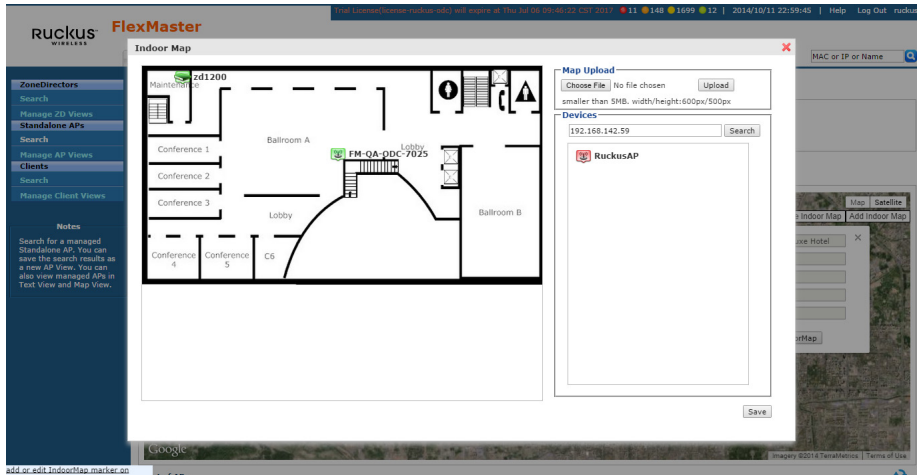 Trial License(license-ruckus-odc) will expire at Thu Jul 06 09:46:22 CST 2017 11 148 1699 12 | 2014/10/11 22:59:45 | Help Log Out ruckus
RUCKUS
WIRELESS
FlexMaster
MAC or IP or Name
ZoneDirectors
Search
Manage ZD Views
Standalone APs
Search
Manage AP Views
Clients
Search
Manage Client Views
Notes
Search for a managed
Standalone AP. You can
save the search results as
a new AP View. You can
also view managed APs in
Text View and Map View.
Indoor Map
zd1200
Maintenance
Conference 1
Ballroom A
Lobby
FM-QA-ODC-7025
Conference 2
Conference 3
Lobby
Ballroom B
Conference 4
Conference 5
C6
Map Upload
Choose File No file chosen Upload
smaller than 5MB. width/height:600px/500px
Devices
192.168.142.59 Search
RuckusAP
Save
Map Satellite
e Indoor Map Add Indoor Map
uxe Hotel
orMap
Google
Imagery ©2014 TerraMetrics Terms of Use
add or edit IndoorMap marker on